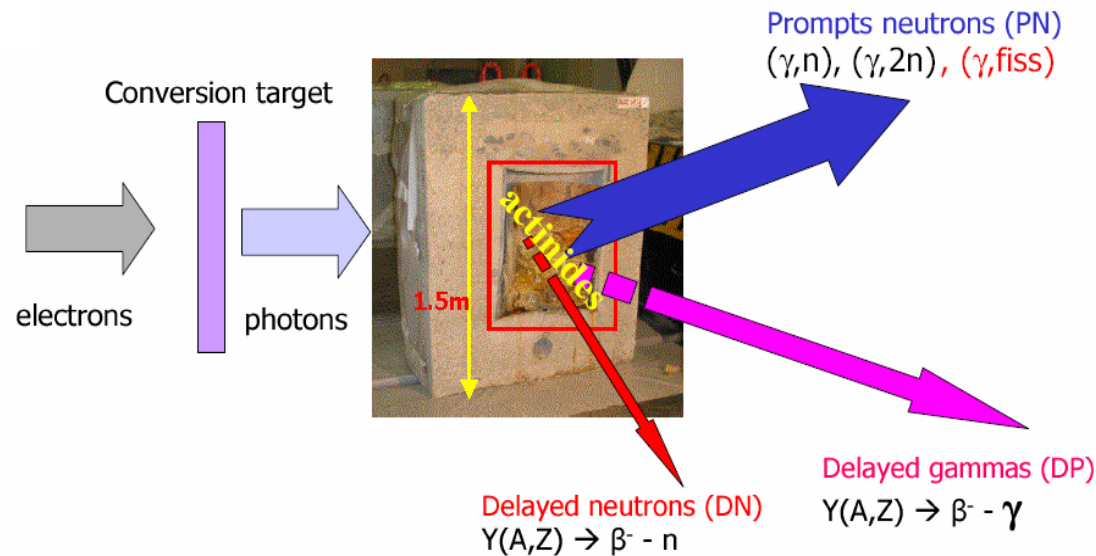 Prompts neutrons (PN)
(γ,n), (γ,2n), (γ,fiss)
Conversion target
actinides
1.5m
electrons
photons
Delayed gammas (DP)
Y(A,Z) → β⁻ - γ
Delayed neutrons (DN)
Y(A,Z) → β⁻ - n